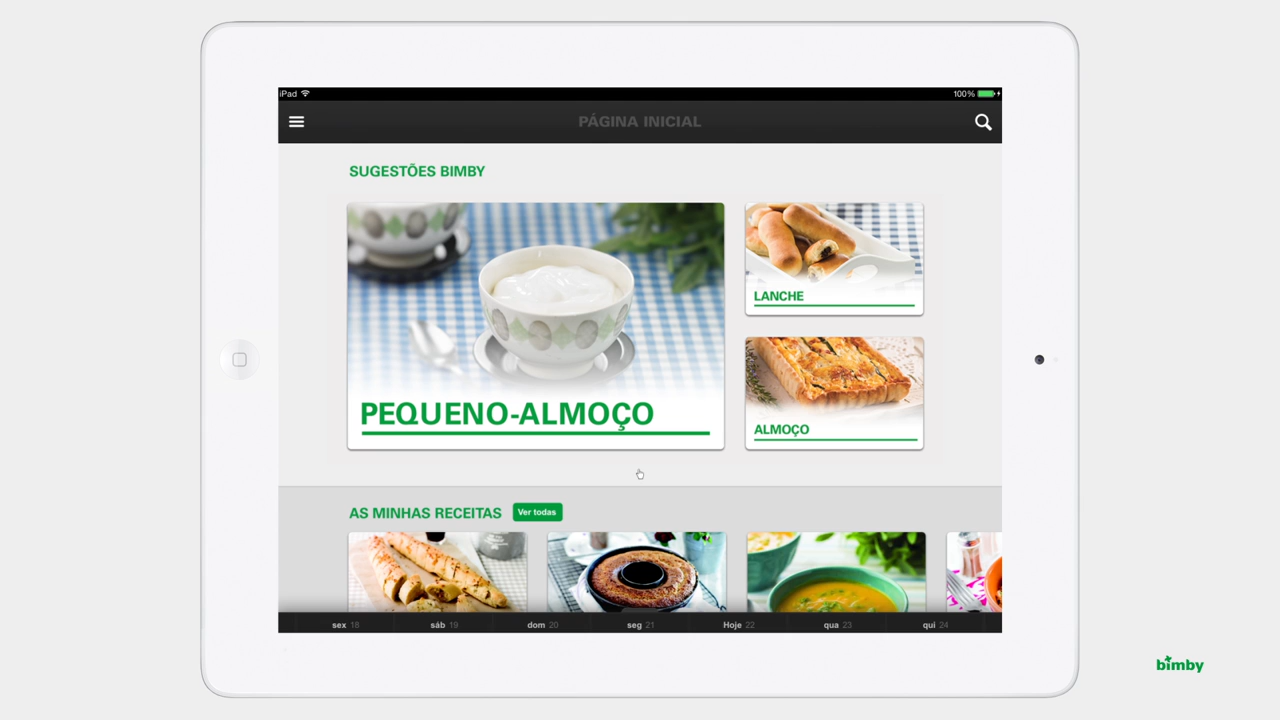 iPad
100%
PÁGINA INICIAL
SUGESTÕES BIMBY
PEQUENO-ALMOÇO
LANCHE
ALMOÇO
AS MINHAS RECEITAS
Ver todas
sex 18
sáb 19
dom 20
seg 21
Hoje 22
qua 23
qui 24
bimby